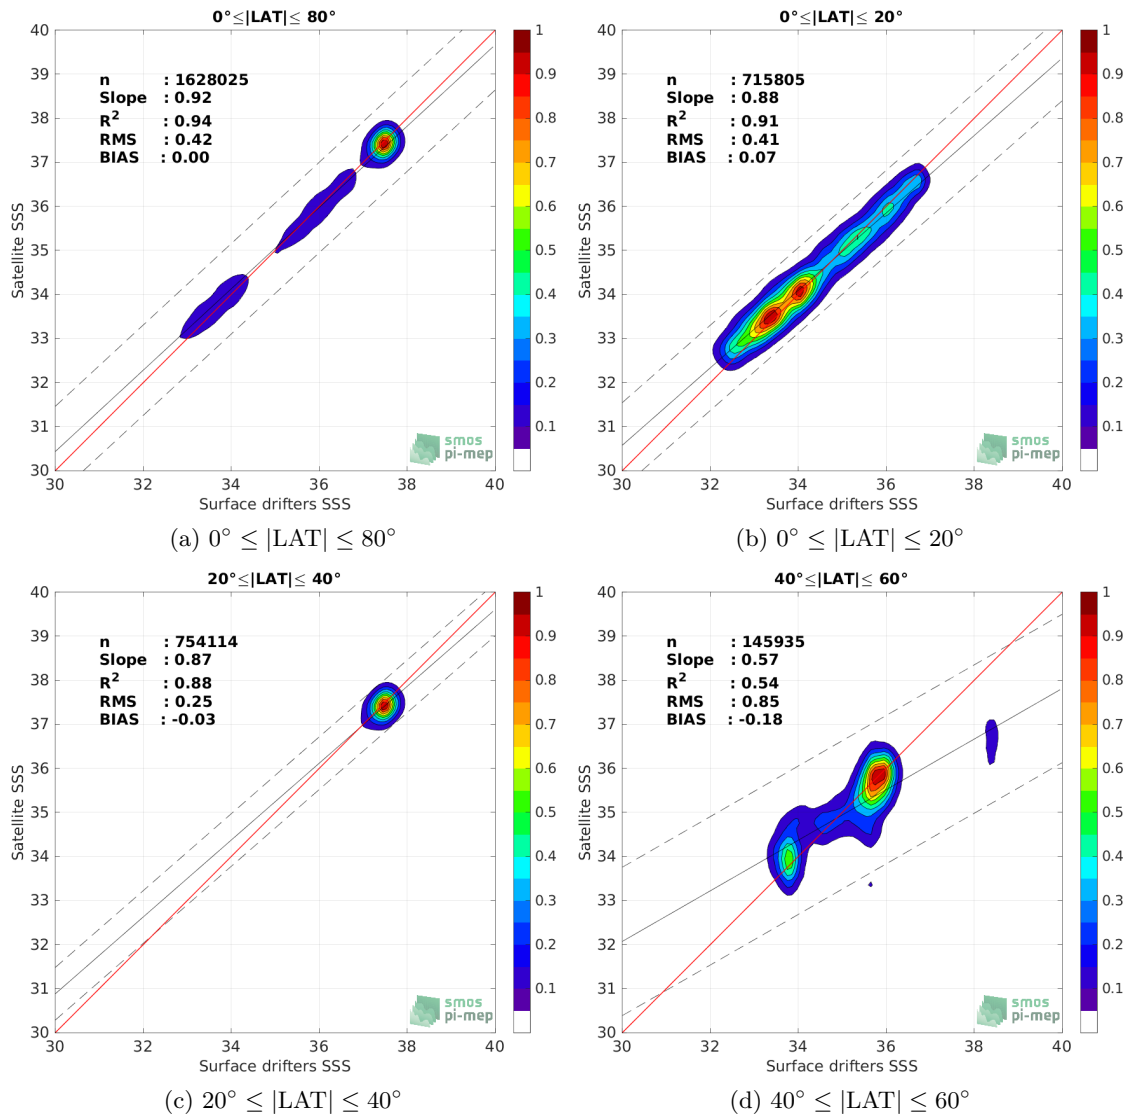 0°≤|LAT|≤ 80°
n : 1628025
Slope : 0.92
R² : 0.94
RMS : 0.42
BIAS : 0.00
40
39
38
37
36
35
34
33
32
31
30
Satellite SSS
30 32 34 36 38 40
Surface drifters SSS
1
0.9
0.8
0.7
0.6
0.5
0.4
0.3
0.2
0.1
smos
pi-mep
(a) 0° ≤ |LAT| ≤ 80°
0°≤|LAT|≤ 20°
n : 715805
Slope : 0.88
R² : 0.91
RMS : 0.41
BIAS : 0.07
40
39
38
37
36
35
34
33
32
31
30
Satellite SSS
30 32 34 36 38 40
Surface drifters SSS
1
0.9
0.8
0.7
0.6
0.5
0.4
0.3
0.2
0.1
smos
pi-mep
(b) 0° ≤ |LAT| ≤ 20°
20°≤|LAT|≤ 40°
n : 754114
Slope : 0.87
R² : 0.88
RMS : 0.25
BIAS : -0.03
40
39
38
37
36
35
34
33
32
31
30
Satellite SSS
30 32 34 36 38 40
Surface drifters SSS
1
0.9
0.8
0.7
0.6
0.5
0.4
0.3
0.2
0.1
smos
pi-mep
(c) 20° ≤ |LAT| ≤ 40°
40°≤|LAT|≤ 60°
n : 145935
Slope : 0.57
R² : 0.54
RMS : 0.85
BIAS : -0.18
40
39
38
37
36
35
34
33
32
31
30
Satellite SSS
30 32 34 36 38 40
Surface drifters SSS
1
0.9
0.8
0.7
0.6
0.5
0.4
0.3
0.2
0.1
smos
pi-mep
(d) 40° ≤ |LAT| ≤ 60°